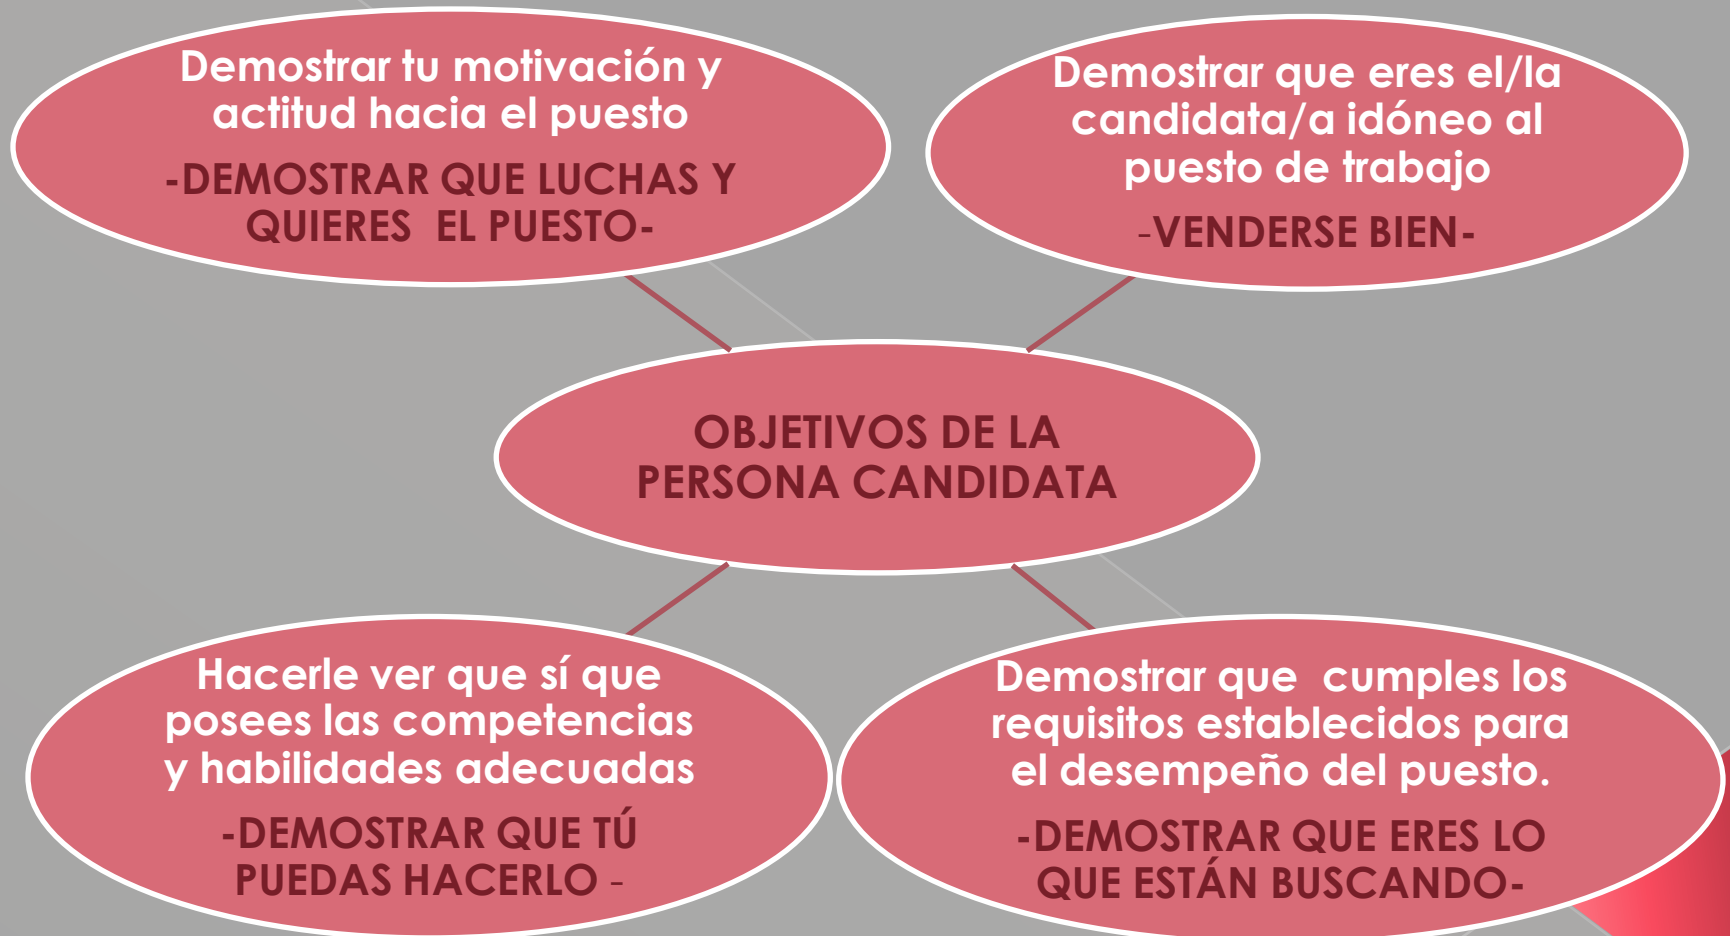 Demostrar tu motivación y
actitud hacia el puesto
-DEMOSTRAR QUE LUCHAS Y
QUIERES  EL PUESTO-
Demostrar que eres el/la
candidata/a idóneo al
puesto de trabajo
-VENDERSE BIEN-
OBJETIVOS DE LA
PERSONA CANDIDATA
Hacerle ver que sí que
posees las competencias
y habilidades adecuadas
-DEMOSTRAR QUE TÚ
PUEDAS HACERLO -
Demostrar que  cumples los
requisitos establecidos para
el desempeño del puesto.
-DEMOSTRAR QUE ERES LO
QUE ESTÁN BUSCANDO-